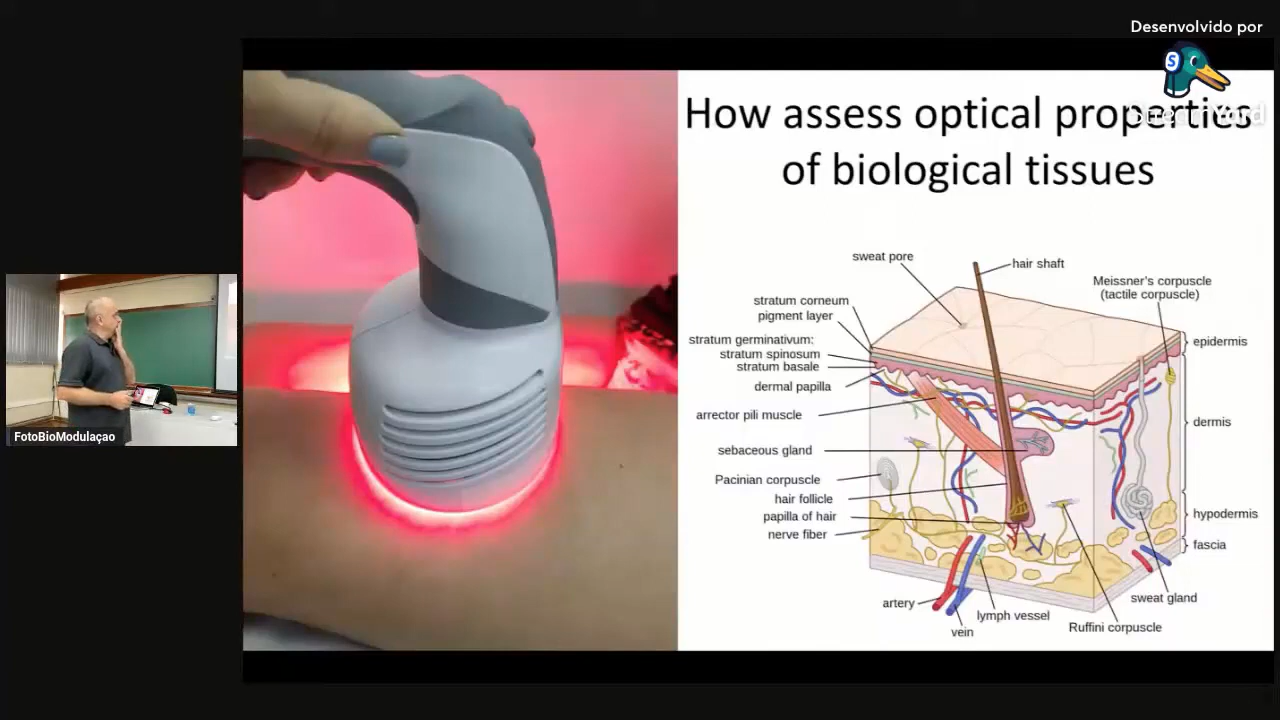 Desenvolvido por
S
StreamYard
How assess optical properties
of biological tissues
sweat pore
hair shaft
Meissner's corpuscle
(tactile corpuscle)
stratum corneum
pigment layer
stratum germinativum:
stratum spinosum
stratum basale
dermal papilla
arrector pili muscle
sebaceous gland
Pacinian corpuscle
hair follicle
papilla of hair
nerve fiber
epidermis
dermis
hypodermis
fascia
artery
vein
lymph vessel
sweat gland
Ruffini corpuscle
FotoBioModulaçao